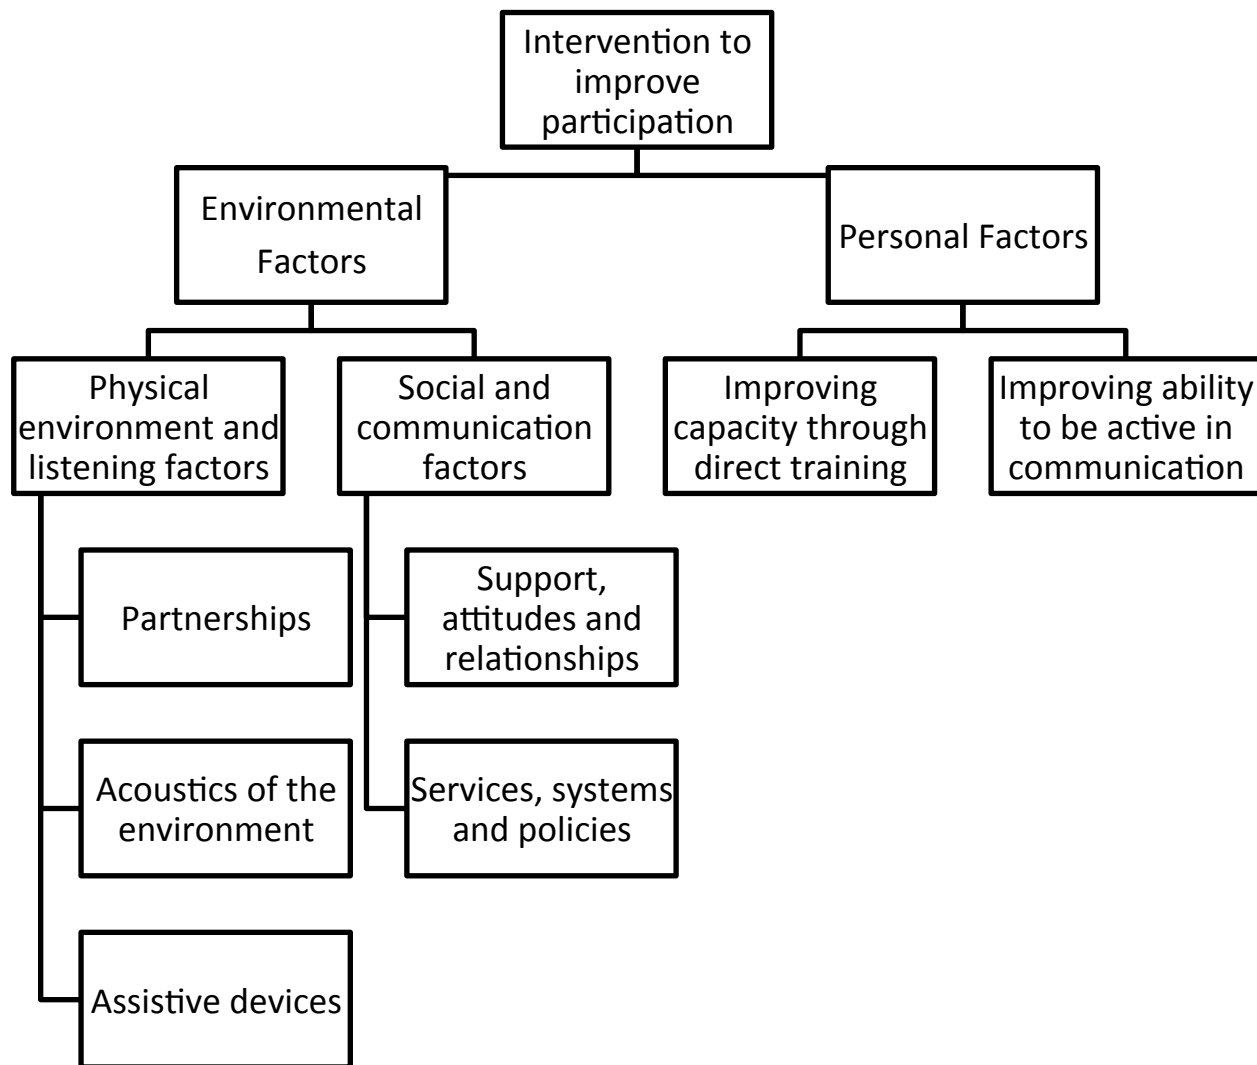 Intervention to
improve
participation
Environmental
Factors
Personal Factors
Physical
environment and
listening factors
Social and
communication
factors
Improving
capacity through
direct training
Improving ability
to be active in
communication
Partnerships
Support,
attitudes and
relationships
Acoustics of the
environment
Services, systems
and policies
Assistive devices